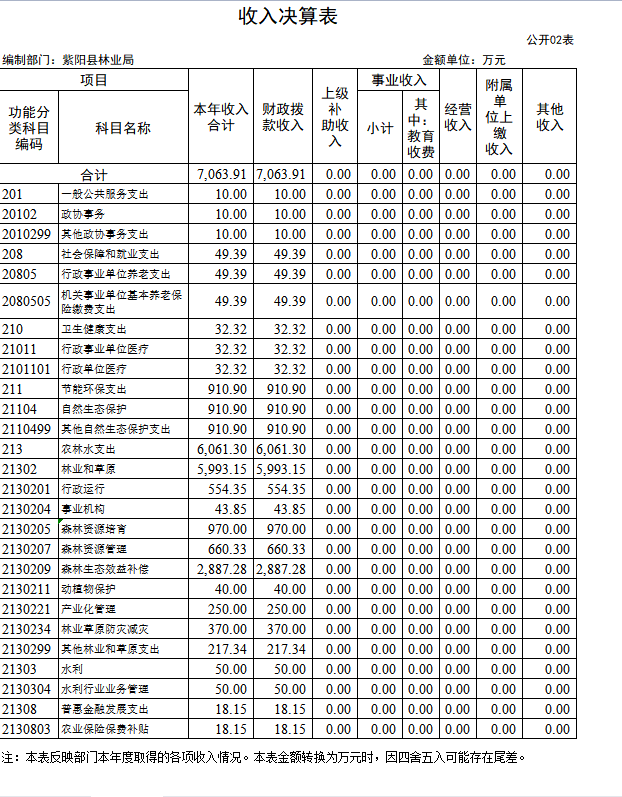 收入决算表
公开02表
编制部门：紫阳县林业局 金额单位：万元
项目 本年收入合计 财政拨款收入 上级补助收入 事业收入 经营收入 附属单位上缴收入 其他收入
功能分类科目编码 科目名称 小计 其中：教育收费
合计 7,063.91 7,063.91 0.00 0.00 0.00 0.00 0.00 0.00
201 一般公共服务支出 10.00 10.00 0.00 0.00 0.00 0.00 0.00 0.00
20102 政协事务 10.00 10.00 0.00 0.00 0.00 0.00 0.00 0.00
2010299 其他政协事务支出 10.00 10.00 0.00 0.00 0.00 0.00 0.00 0.00
208 社会保障和就业支出 49.39 49.39 0.00 0.00 0.00 0.00 0.00 0.00
20805 行政事业单位养老支出 49.39 49.39 0.00 0.00 0.00 0.00 0.00 0.00
2080505 机关事业单位基本养老保险缴费支出 49.39 49.39 0.00 0.00 0.00 0.00 0.00 0.00
210 卫生健康支出 32.32 32.32 0.00 0.00 0.00 0.00 0.00 0.00
21011 行政事业单位医疗 32.32 32.32 0.00 0.00 0.00 0.00 0.00 0.00
2101101 行政单位医疗 32.32 32.32 0.00 0.00 0.00 0.00 0.00 0.00
211 节能环保支出 910.90 910.90 0.00 0.00 0.00 0.00 0.00 0.00
21104 自然生态保护 910.90 910.90 0.00 0.00 0.00 0.00 0.00 0.00
2110499 其他自然生态保护支出 910.90 910.90 0.00 0.00 0.00 0.00 0.00 0.00
213 农林水支出 6,061.30 6,061.30 0.00 0.00 0.00 0.00 0.00 0.00
21302 林业和草原 5,993.15 5,993.15 0.00 0.00 0.00 0.00 0.00 0.00
2130201 行政运行 554.35 554.35 0.00 0.00 0.00 0.00 0.00 0.00
2130204 事业机构 43.85 43.85 0.00 0.00 0.00 0.00 0.00 0.00
2130205 森林资源培育 970.00 970.00 0.00 0.00 0.00 0.00 0.00 0.00
2130207 森林资源管理 660.33 660.33 0.00 0.00 0.00 0.00 0.00 0.00
2130209 森林生态效益补偿 2,887.28 2,887.28 0.00 0.00 0.00 0.00 0.00 0.00
2130211 动植物保护 40.00 40.00 0.00 0.00 0.00 0.00 0.00 0.00
2130221 产业化管理 250.00 250.00 0.00 0.00 0.00 0.00 0.00 0.00
2130234 林业草原防灾减灾 370.00 370.00 0.00 0.00 0.00 0.00 0.00 0.00
2130299 其他林业和草原支出 217.34 217.34 0.00 0.00 0.00 0.00 0.00 0.00
21303 水利 50.00 50.00 0.00 0.00 0.00 0.00 0.00 0.00
2130304 水利行业业务管理 50.00 50.00 0.00 0.00 0.00 0.00 0.00 0.00
21308 普惠金融发展支出 18.15 18.15 0.00 0.00 0.00 0.00 0.00 0.00
2130803 农业保险保费补贴 18.15 18.15 0.00 0.00 0.00 0.00 0.00 0.00
注：本表反映部门本年度取得的各项收入情况。本表金额转换为万元时，因四舍五入可能存在尾差。